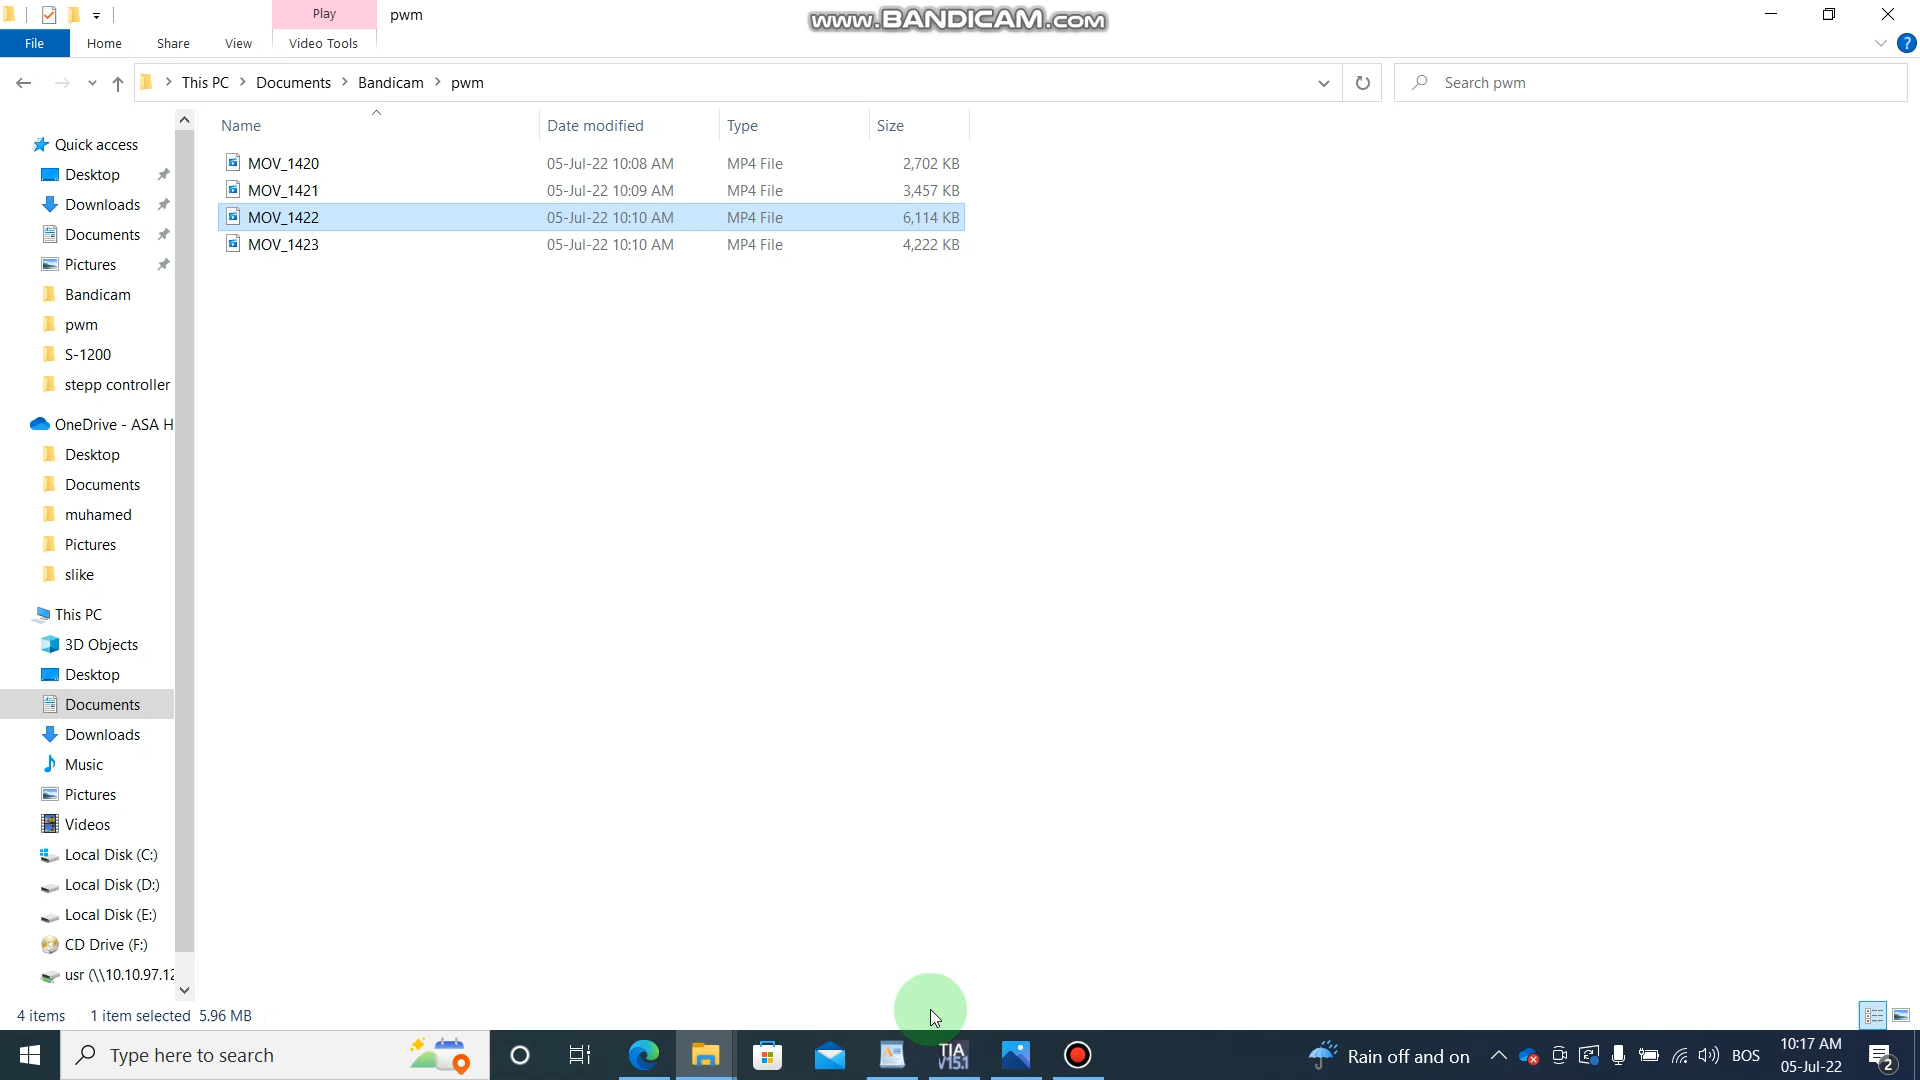 Play
pwm
www.BANDICAM.com
File
Home
Share
View
Video Tools
This PC
Documents
Bandicam
pwm
Search pwm
Name
Date modified
Type
Size
MOV_1420
05-Jul-22 10:08 AM
MP4 File
2,702 KB
MOV_1421
05-Jul-22 10:09 AM
MP4 File
3,457 KB
MOV_1422
05-Jul-22 10:10 AM
MP4 File
6,114 KB
MOV_1423
05-Jul-22 10:10 AM
MP4 File
4,222 KB
Quick access
Desktop
Downloads
Documents
Pictures
Bandicam
pwm
S-1200
stepp controller
OneDrive - ASA H
Desktop
Documents
muhamed
Pictures
slike
This PC
3D Objects
Desktop
Documents
Downloads
Music
Pictures
Videos
Local Disk (C:)
Local Disk (D:)
Local Disk (E:)
CD Drive (F:)
usr (\\10.10.97.12
4 items
1 item selected 5.96 MB
Type here to search
TIA
V15.1
Rain off and on
BOS
10:17 AM
05-Jul-22
2